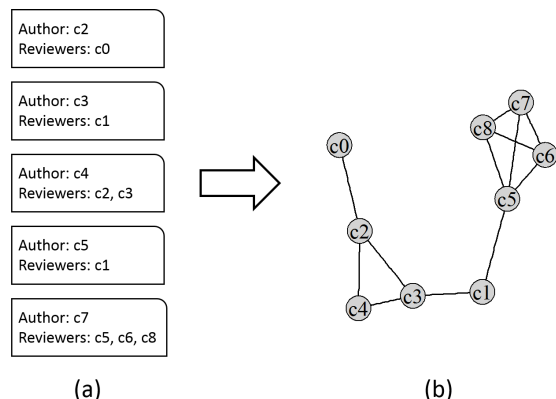 Author: c2
Reviewers: c0
Author: c3
Reviewers: c1
Author: c4
Reviewers: c2, c3
Author: c5
Reviewers: c1
Author: c7
Reviewers: c5, c6, c8
(a)
c7
c8
c6
c0
c5
c2
c1
c3
c4
(b)